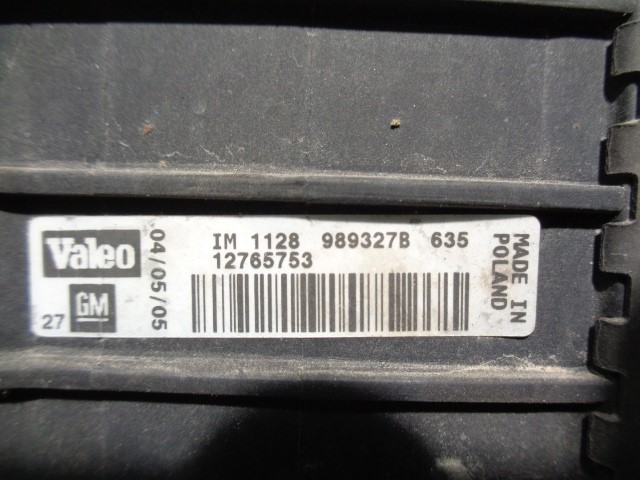 Valeo
GM
27
04/05/05
IM 1128 989327B 635
12765753
MADE IN
POLAND